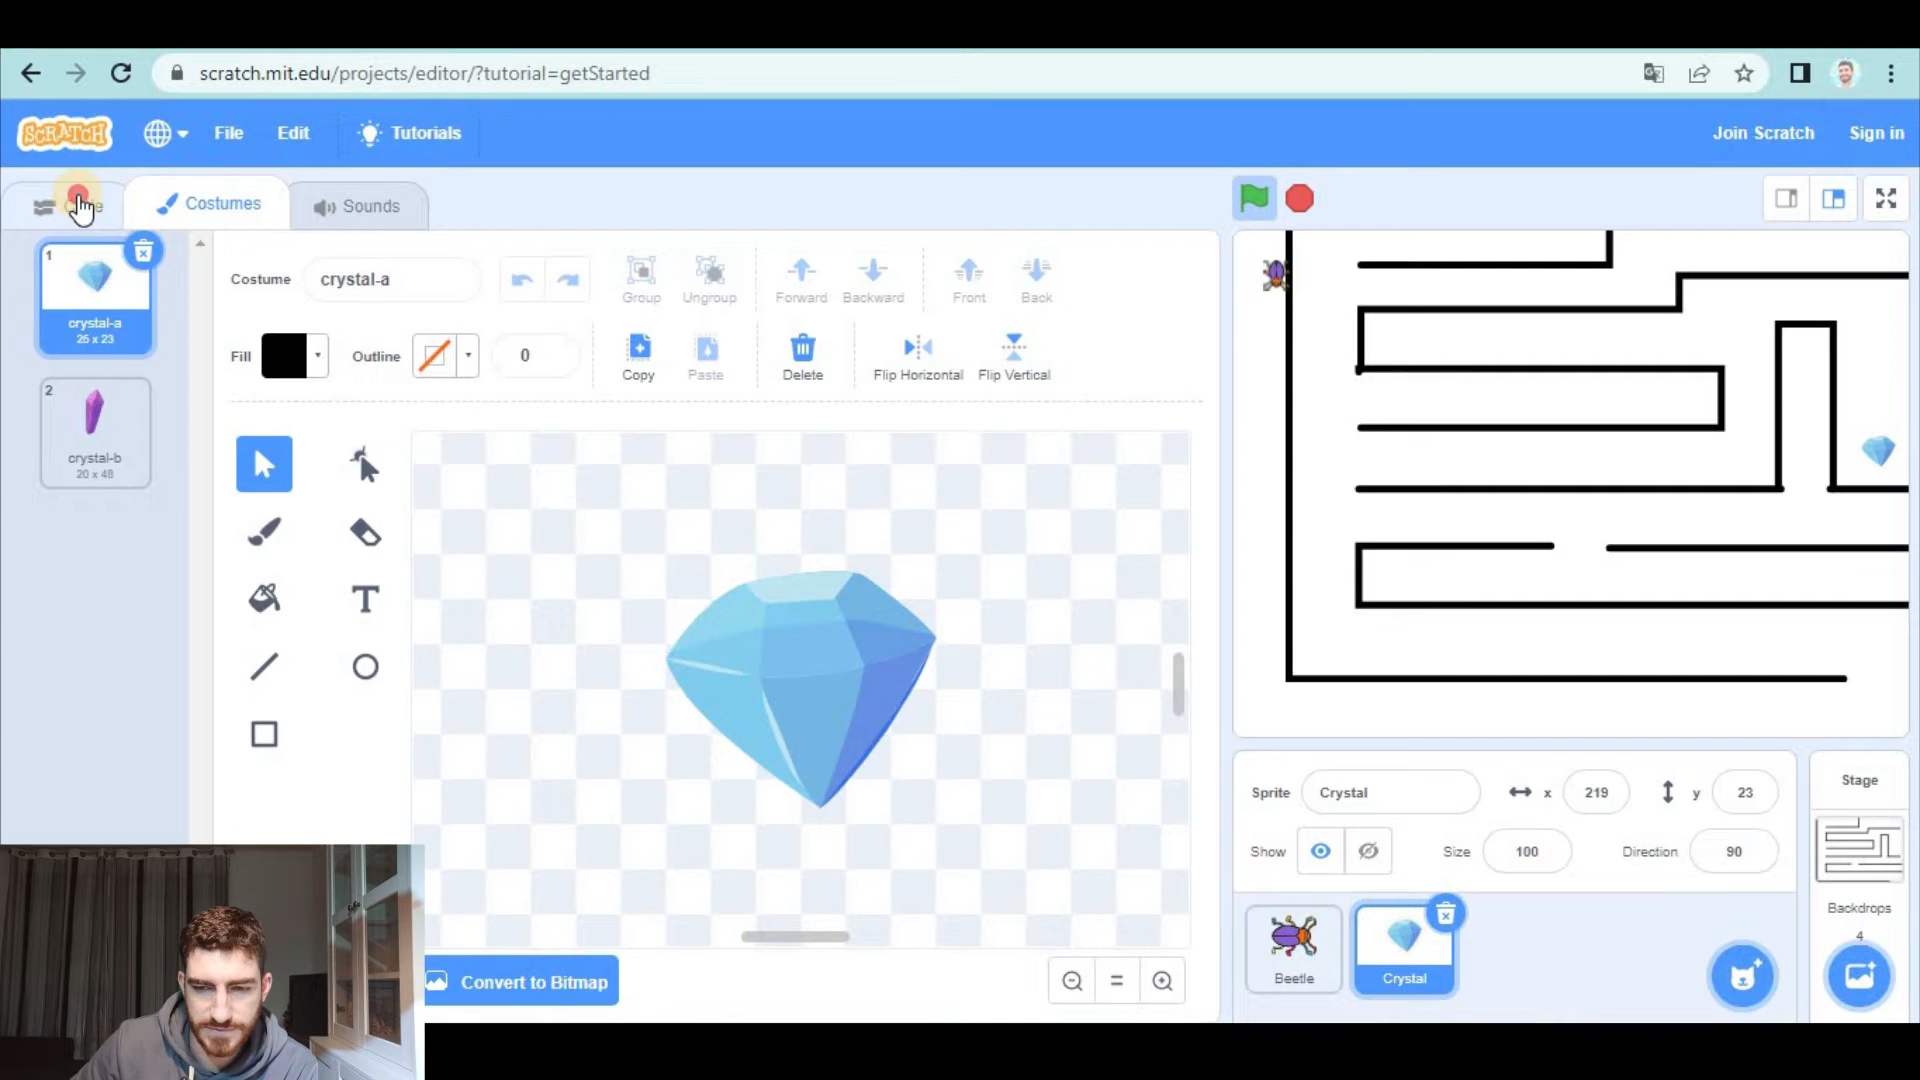 scratch.mit.edu/projects/editor/?tutorial=getStarted
SCRATCH File Edit Tutorials Join Scratch Sign in
Costumes Sounds
1
crystal-a
25 x 23
2
crystal-b
20 x 48
Costume crystal-a Group Ungroup Forward Backward Front Back
Fill Outline 0 Copy Paste Delete Flip Horizontal Flip Vertical
T
Convert to Bitmap
Sprite Crystal x 219 y 23
Show Size 100 Direction 90
Beetle Crystal
Stage
Backdrops
4